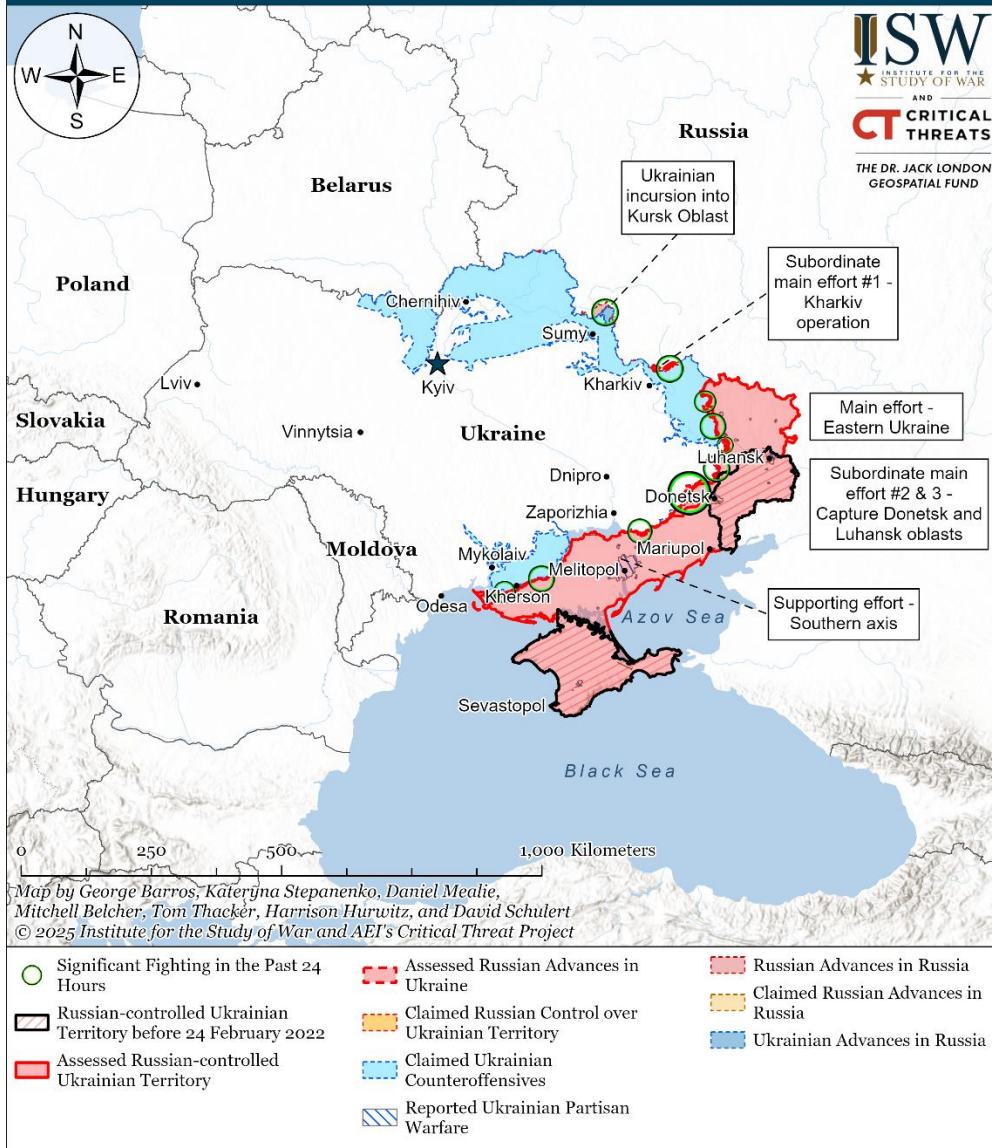 N
W E
S
ISW
INSTITUTE FOR THE
STUDY OF WAR
AND
CT CRITICAL
THREATS
THE DR. JACK LONDON
GEOSPATIAL FUND
Russia
Belarus
Ukrainian
incursion into
Kursk Oblast
Poland
Subordinate
main effort #1 -
Kharkiv
operation
Chernihiv
Sumy
Kyiv
Kharkiv
Lviv
Slovakia
Vinnytsia
Ukraine
Main effort -
Eastern Ukraine
Luhansk
Hungary
Dnipro
Donetsk
Subordinate main
effort #2 & 3 -
Capture Donetsk and
Luhansk oblasts
Zaporizhia
Moldova
Mykolaiv
Mariupol
Melitopol
Kherson
Odesa
Romania
Azov Sea
Supporting effort -
Southern axis
Sevastopol
Black Sea
0 250 500 1,000 Kilometers
Map by George Barros, Kateryna Stepanenko, Daniel Mealie,
Mitchell Belcher, Tom Thacker, Harrison Hurwitz, and David Schulert
© 2025 Institute for the Study of War and AEI's Critical Threat Project
Significant Fighting in the Past 24
Hours
Russian-controlled Ukrainian
Territory before 24 February 2022
Assessed Russian-controlled
Ukrainian Territory
Assessed Russian Advances in
Ukraine
Claimed Russian Control over
Ukrainian Territory
Claimed Ukrainian
Counteroffensives
Reported Ukrainian Partisan
Warfare
Russian Advances in Russia
Claimed Russian Advances in
Russia
Ukrainian Advances in Russia